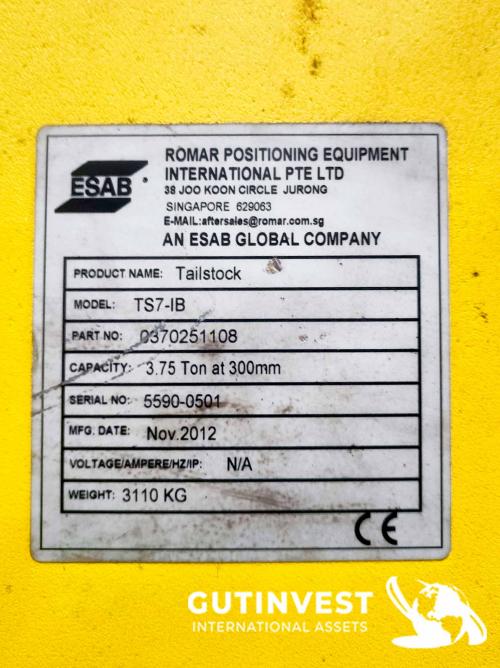 ESAB
ROMAR POSITIONING EQUIPMENT
INTERNATIONAL PTE LTD
38 JOO KOON CIRCLE JURONG
SINGAPORE 629063
E-MAIL:aftersales@romar.com.sg
AN ESAB GLOBAL COMPANY
PRODUCT NAME: Tailstock
MODEL: TS7-IB
PART NO: 0370251108
CAPACITY: 3.75 Ton at 300mm
SERIAL NO: 5590-0501
MFG. DATE: Nov.2012
VOLTAGE/AMPERE/HZ/IP: N/A
WEIGHT: 3110 KG
CE
GUTINVEST
INTERNATIONAL ASSETS